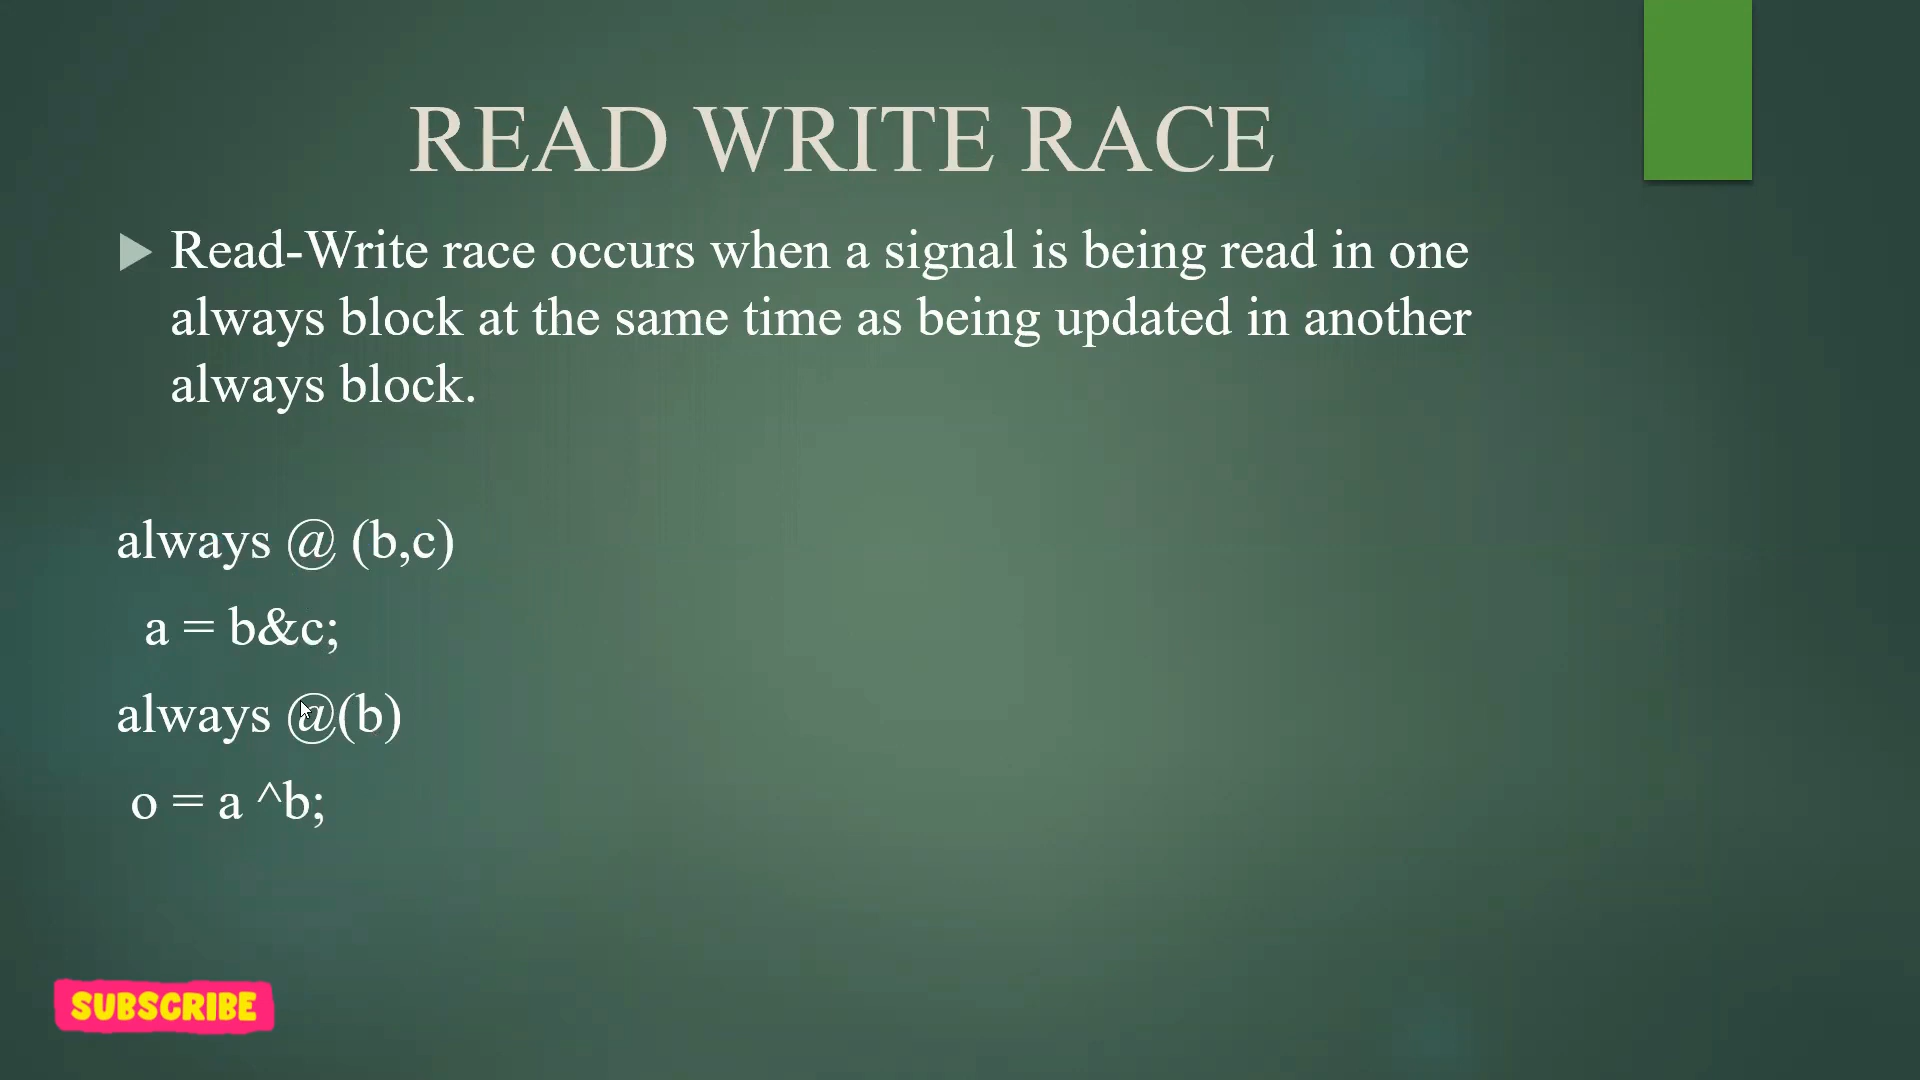 READ WRITE RACE
Read-Write race occurs when a signal is being read in one
always block at the same time as being updated in another
always block.
always @ (b,c)
a = b&c;
always @(b)
o = a ^b;
SUBSCRIBE